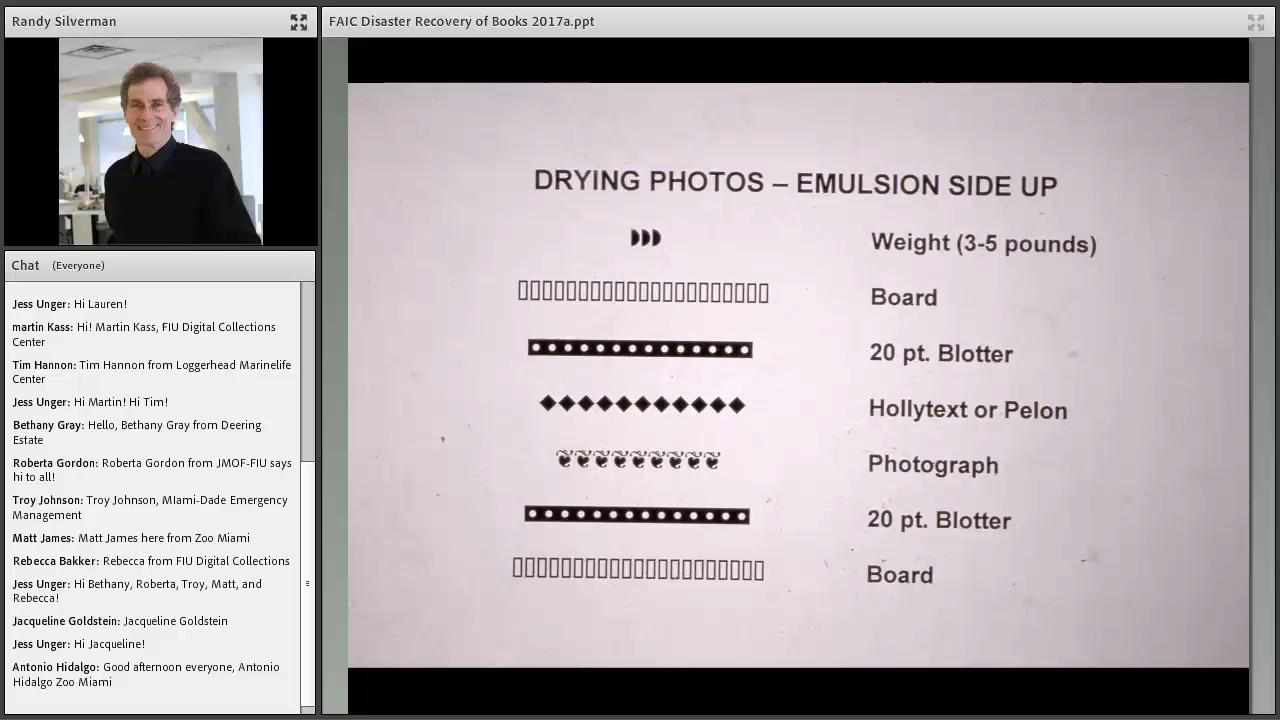 Randy Silverman
FAIC Disaster Recovery of Books 2017a.ppt
Chat (Everyone)
Jess Unger: Hi Lauren!
martin Kass: Hi! Martin Kass, FIU Digital Collections
Center
Tim Hannon: Tim Hannon from Loggerhead Marinelife
Center
Jess Unger: Hi Martin! Hi Tim!
Bethany Gray: Hello, Bethany Gray from Deering
Estate
Roberta Gordon: Roberta Gordon from JMOF-FIU says
hi to all!
Troy Johnson: Troy Johnson, MIami-Dade Emergency
Management
Matt James: Matt James here from Zoo Miami
Rebecca Bakker: Rebecca from FIU Digital Collections
Jess Unger: Hi Bethany, Roberta, Troy, Matt, and
Rebecca!
Jacqueline Goldstein: Jacqueline Goldstein
Jess Unger: Hi Jacqueline!
Antonio Hidalgo: Good afternoon everyone, Antonio
Hidalgo Zoo Miami
DRYING PHOTOS – EMULSION SIDE UP
Weight (3-5 pounds)
Board
20 pt. Blotter
Hollytext or Pelon
Photograph
20 pt. Blotter
Board